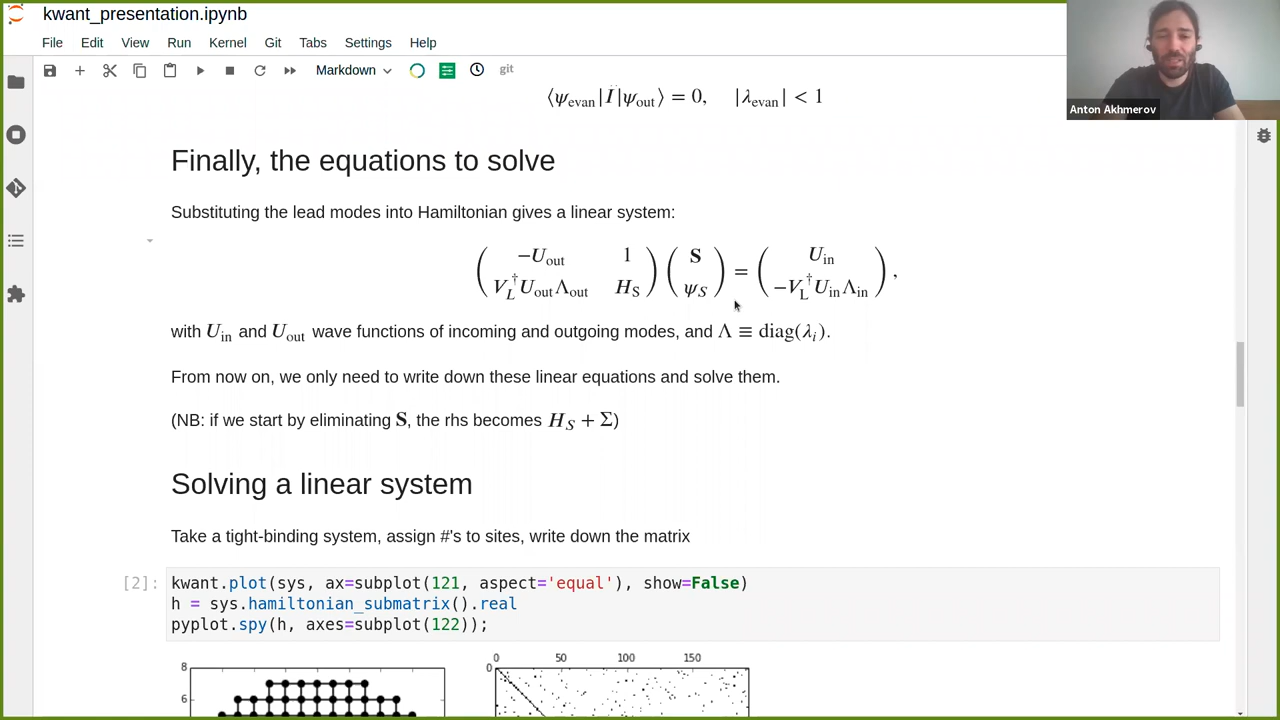 kwant_presentation.ipynb
File Edit View Run Kernel Git Tabs Settings Help
Markdown git
Anton Akhmerov
⟨ψ_evan|I|ψ_out⟩ = 0, |λ_evan| < 1
Finally, the equations to solve
Substituting the lead modes into Hamiltonian gives a linear system:
( −U_out 1 ; V_L^† U_out Λ_out H_S ) ( S ; ψ_S ) = ( U_in ; −V_L^† U_in Λ_in ) ,
with U_in and U_out wave functions of incoming and outgoing modes, and Λ ≡ diag(λ_i).
From now on, we only need to write down these linear equations and solve them.
(NB: if we start by eliminating S, the rhs becomes H_S + Σ)
Solving a linear system
Take a tight-binding system, assign #'s to sites, write down the matrix
[2]: kwant.plot(sys, ax=subplot(121, aspect='equal'), show=False)
h = sys.hamiltonian_submatrix().real
pyplot.spy(h, axes=subplot(122));
0 50 100 150
8 0
6